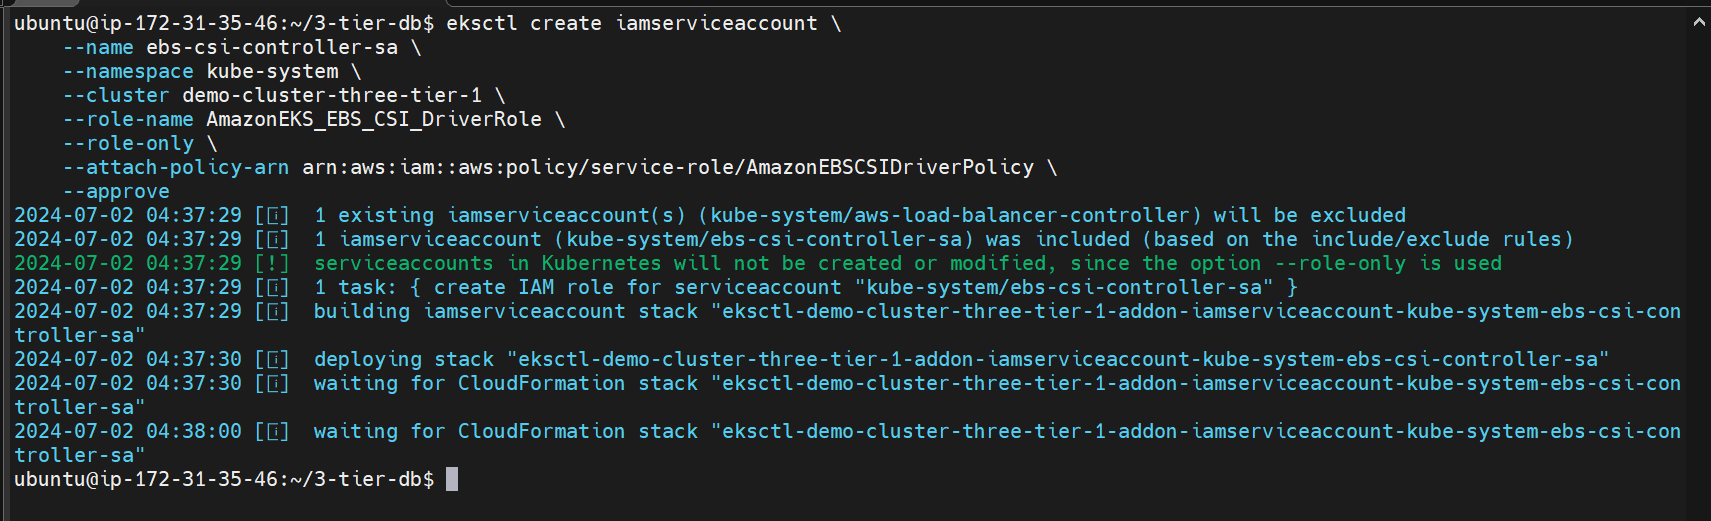 ubuntu@ip-172-31-35-46:~/3-tier-db$ eksctl create iamserviceaccount \
    --name ebs-csi-controller-sa \
    --namespace kube-system \
    --cluster demo-cluster-three-tier-1 \
    --role-name AmazonEKS_EBS_CSI_DriverRole \
    --role-only \
    --attach-policy-arn arn:aws:iam::aws:policy/service-role/AmazonEBSCSIDriverPolicy \
    --approve
2024-07-02 04:37:29 [ℹ]  1 existing iamserviceaccount(s) (kube-system/aws-load-balancer-controller) will be excluded
2024-07-02 04:37:29 [ℹ]  1 iamserviceaccount (kube-system/ebs-csi-controller-sa) was included (based on the include/exclude rules)
2024-07-02 04:37:29 [!]  serviceaccounts in Kubernetes will not be created or modified, since the option --role-only is used
2024-07-02 04:37:29 [ℹ]  1 task: { create IAM role for serviceaccount "kube-system/ebs-csi-controller-sa" }
2024-07-02 04:37:29 [ℹ]  building iamserviceaccount stack "eksctl-demo-cluster-three-tier-1-addon-iamserviceaccount-kube-system-ebs-csi-con
troller-sa"
2024-07-02 04:37:30 [ℹ]  deploying stack "eksctl-demo-cluster-three-tier-1-addon-iamserviceaccount-kube-system-ebs-csi-controller-sa"
2024-07-02 04:37:30 [ℹ]  waiting for CloudFormation stack "eksctl-demo-cluster-three-tier-1-addon-iamserviceaccount-kube-system-ebs-csi-con
troller-sa"
2024-07-02 04:38:00 [ℹ]  waiting for CloudFormation stack "eksctl-demo-cluster-three-tier-1-addon-iamserviceaccount-kube-system-ebs-csi-con
troller-sa"
ubuntu@ip-172-31-35-46:~/3-tier-db$